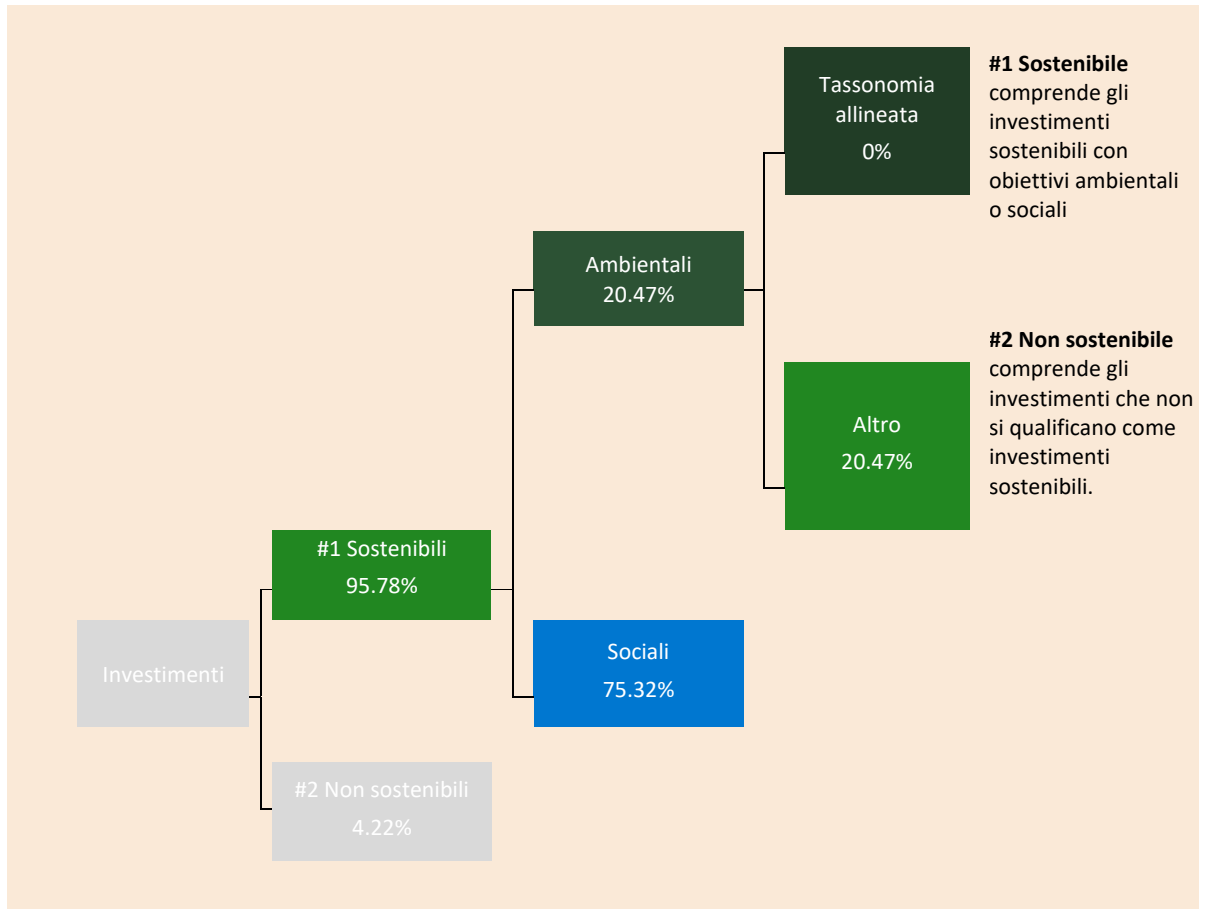 Tassonomia
allineata
0%
#1 Sostenibile
comprende gli
investimenti
sostenibili con
obiettivi ambientali
o sociali
Ambientali
20.47%
#2 Non sostenibile
comprende gli
investimenti che non
si qualificano come
investimenti
sostenibili.
Altro
20.47%
#1 Sostenibili
95.78%
Sociali
75.32%
Investimenti
#2 Non sostenibili
4.22%